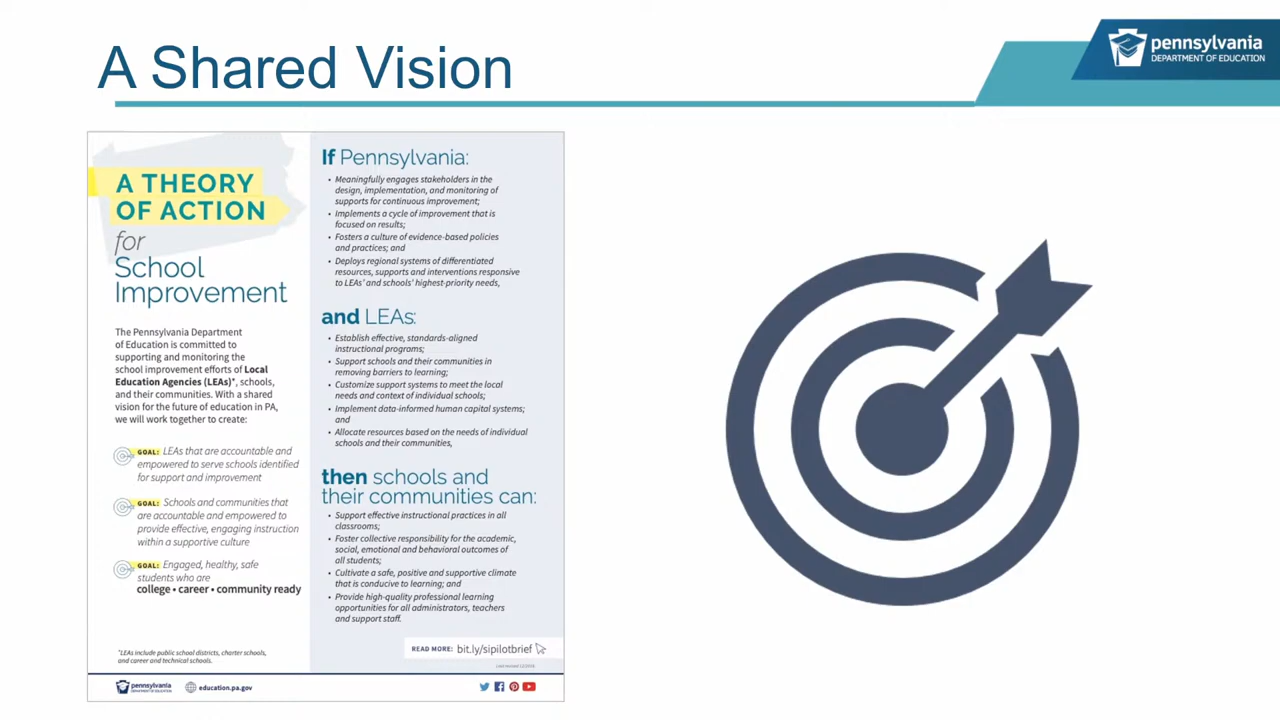 A Shared Vision
pennsylvania
DEPARTMENT OF EDUCATION
A THEORY
OF ACTION
for
School
Improvement
The Pennsylvania Department
of Education is committed to
supporting and monitoring the
school improvement efforts of Local
Education Agencies (LEAs)*, schools,
and their communities. With a shared
vision for the future of education in PA,
we will work together to create:
GOAL: LEAs that are accountable and
empowered to serve schools identified
for support and improvement
GOAL: Schools and communities that
are accountable and empowered to
provide effective, engaging instruction
within a supportive culture
GOAL: Engaged, healthy, safe
students who are
college • career • community ready
*LEAs include public school districts, charter schools,
and career and technical schools.
If Pennsylvania:
• Meaningfully engages stakeholders in the
design, implementation, and monitoring of
supports for continuous improvement;
• Implements a cycle of improvement that is
focused on results;
• Fosters a culture of evidence-based policies
and practices; and
• Deploys regional systems of differentiated
resources, supports and interventions responsive
to LEAs' and schools' highest-priority needs,
and LEAs:
• Establish effective, standards-aligned
instructional programs;
• Support schools and their communities in
removing barriers to learning;
• Customize support systems to meet the local
needs and context of individual schools;
• Implement data-informed human capital systems;
and
• Allocate resources based on the needs of individual
schools and their communities,
then schools and
their communities can:
• Support effective instructional practices in all
classrooms;
• Foster collective responsibility for the academic,
social, emotional and behavioral outcomes of
all students;
• Cultivate a safe, positive and supportive climate
that is conducive to learning; and
• Provide high-quality professional learning
opportunities for all administrators, teachers
and support staff.
READ MORE: bit.ly/sipilotbrief
pennsylvania
DEPARTMENT OF EDUCATION
education.pa.gov